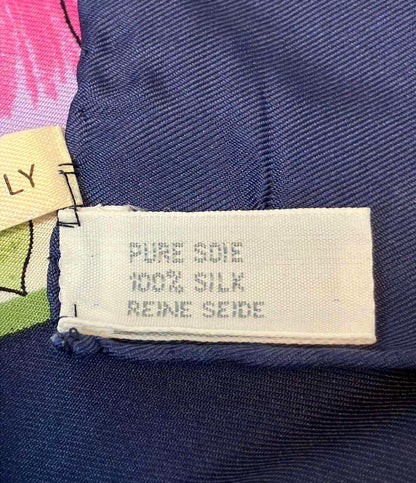 LY
PURE SOIE
100% SILK
REINE SEIDE